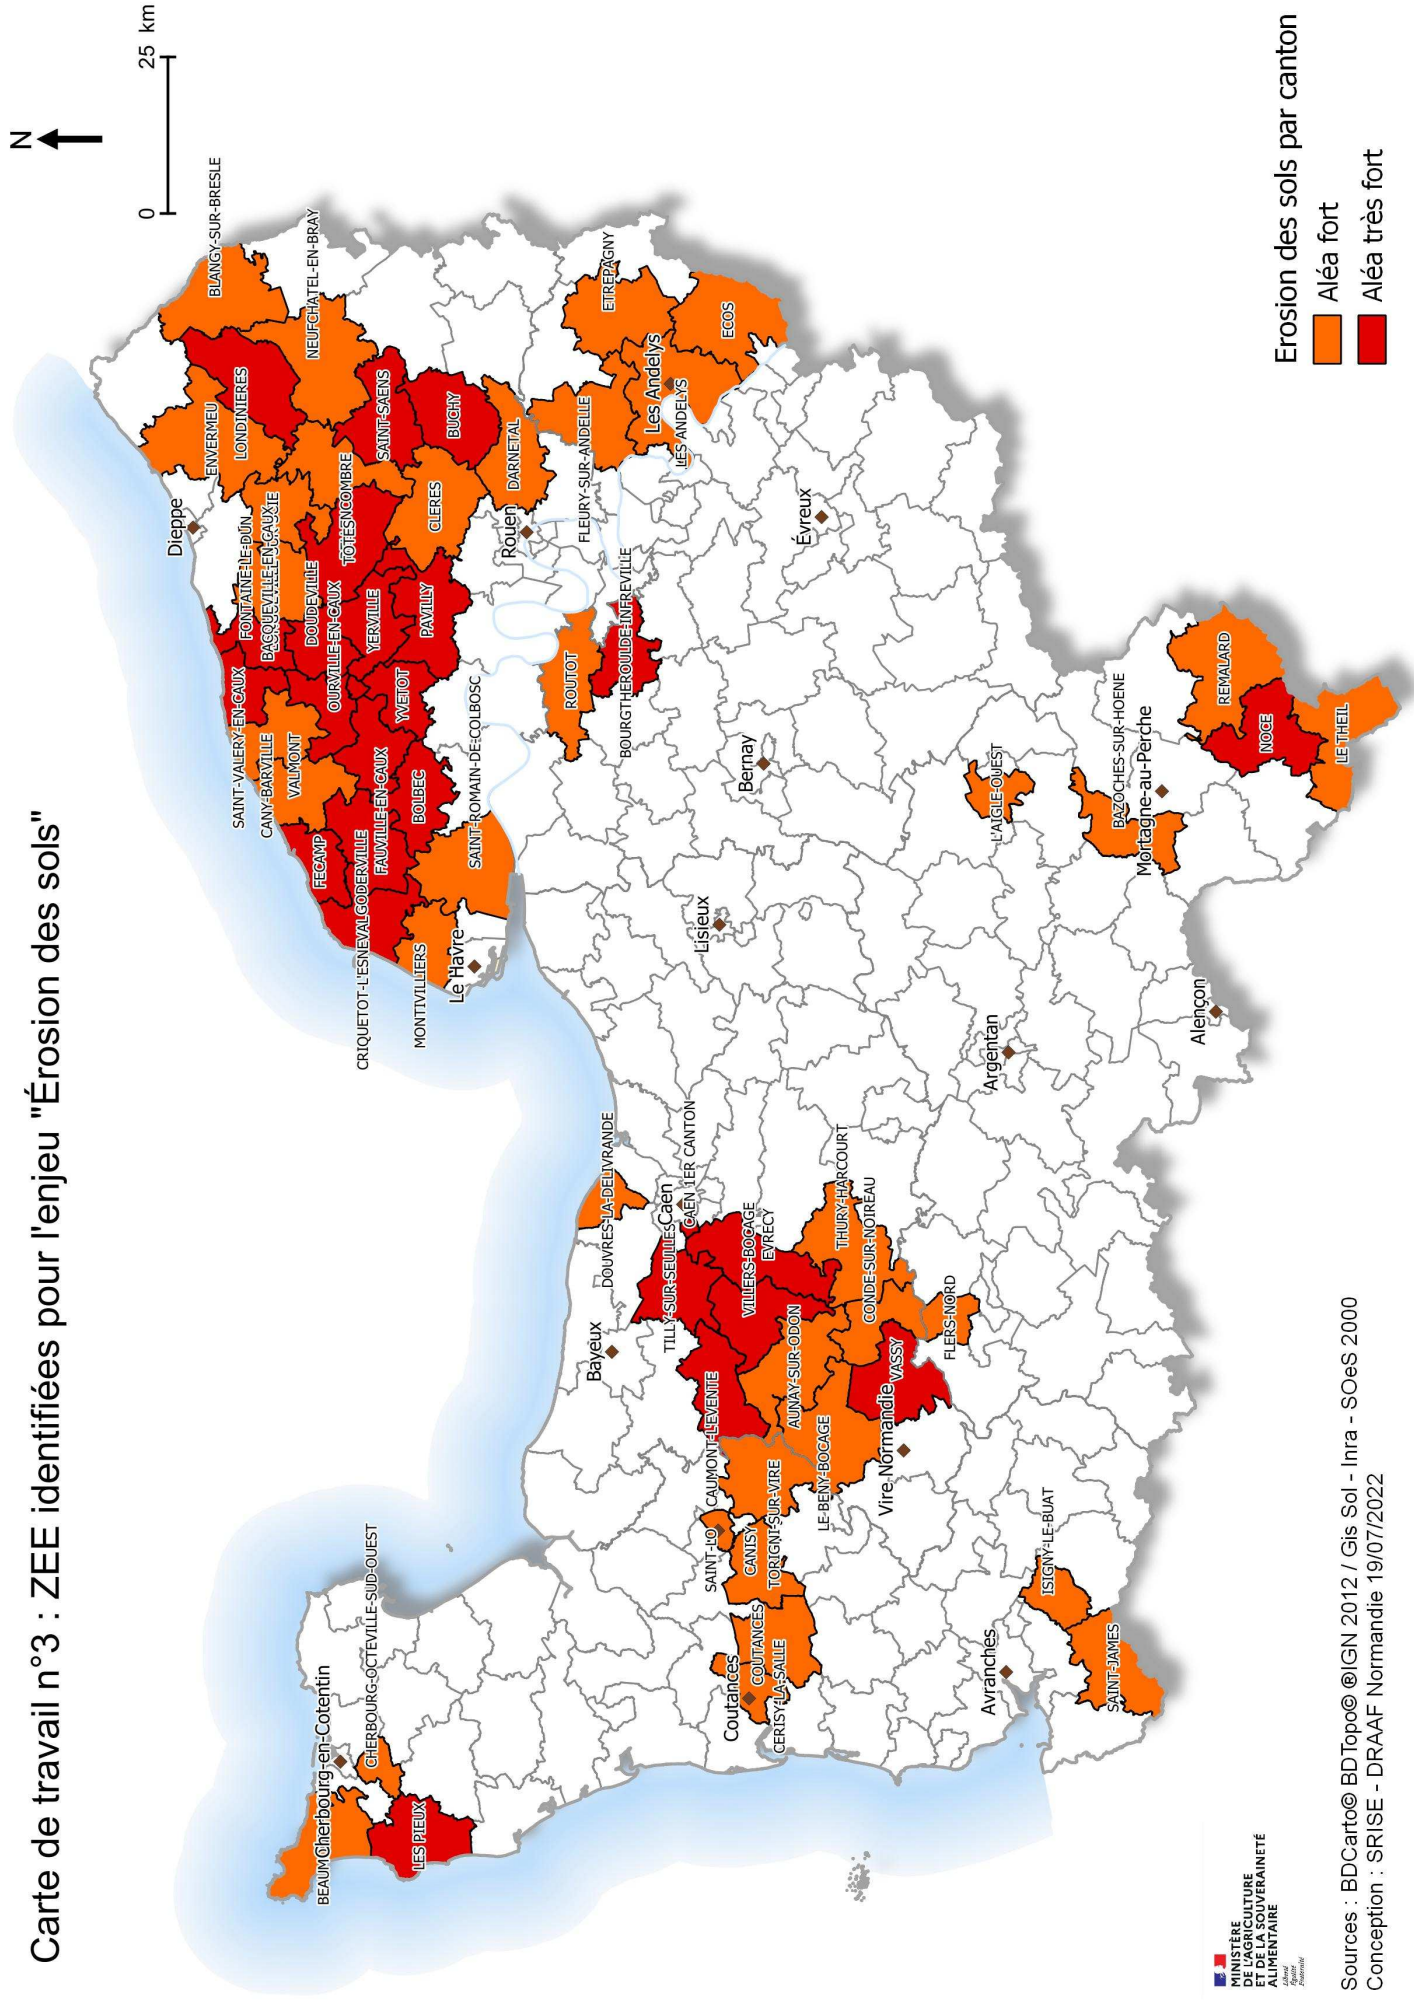 Carte de travail n°3 : ZEE identifiées pour l'enjeu "Érosion des sols"
N
0 25 km
BLANGY-SUR-BRESLE
NEUFCHATEL-EN-BRAY
ENVERMEU
LONDINIERES
Dieppe
SAINT-SAENS
BUCHY
FONTAINE-LE-DUN
BACQUEVILLE-EN-CAUX
TOTES
DOUDEVILLE
CLERES
DARNETAL
SAINT-VALERY-EN-CAUX
OURVILLE-EN-CAUX
YERVILLE
PAVILLY
Rouen
CANY-BARVILLE
VALMONT
YVETOT
FECAMP
FAUVILLE-EN-CAUX
BOLBEC
GODERVILLE
CRIQUETOT-L'ESNEVAL
SAINT-ROMAIN-DE-COLBOSC
MONTIVILLIERS
Le Havre
ETREPAGNY
ECOS
Les Andelys
LES ANDELYS
FLEURY-SUR-ANDELLE
ROUTOT
BOURGTHEROULDE-INFREVILLE
Évreux
Bernay
Lisieux
L'AIGLE-OUEST
BAZOCHES-SUR-HOENE
Mortagne-au-Perche
REMALARD
NOCE
LE THEIL
Argentan
Alençon
DOUVRES-LA-DELIVRANDE
Caen
CAEN 1ER CANTON
Bayeux
TILLY-SUR-SEULLES
VILLERS-BOCAGE
EVRECY
THURY-HARCOURT
CONDE-SUR-NOIREAU
CAUMONT-L'EVENTE
AUNAY-SUR-ODON
LE-BENY-BOCAGE
VASSY
Vire-Normandie
FLERS-NORD
SAINT-LO
CANISY
TORIGNI-SUR-VIRE
Coutances
COUTANCES
CERISY-LA-SALLE
ISIGNY-LE-BUAT
Avranches
SAINT-JAMES
Cherbourg-en-Cotentin
CHERBOURG-OCTEVILLE-SUD-OUEST
LES PIEUX
Erosion des sols par canton
Aléa fort
Aléa très fort
MINISTÈRE
DE L'AGRICULTURE
ET DE LA SOUVERAINETÉ
ALIMENTAIRE
Liberté
Égalité
Fraternité
Sources : BDCarto© BDTopo© ®IGN 2012 / Gis Sol - Inra - SOeS 2000
Conception : SRISE - DRAAF Normandie 19/07/2022